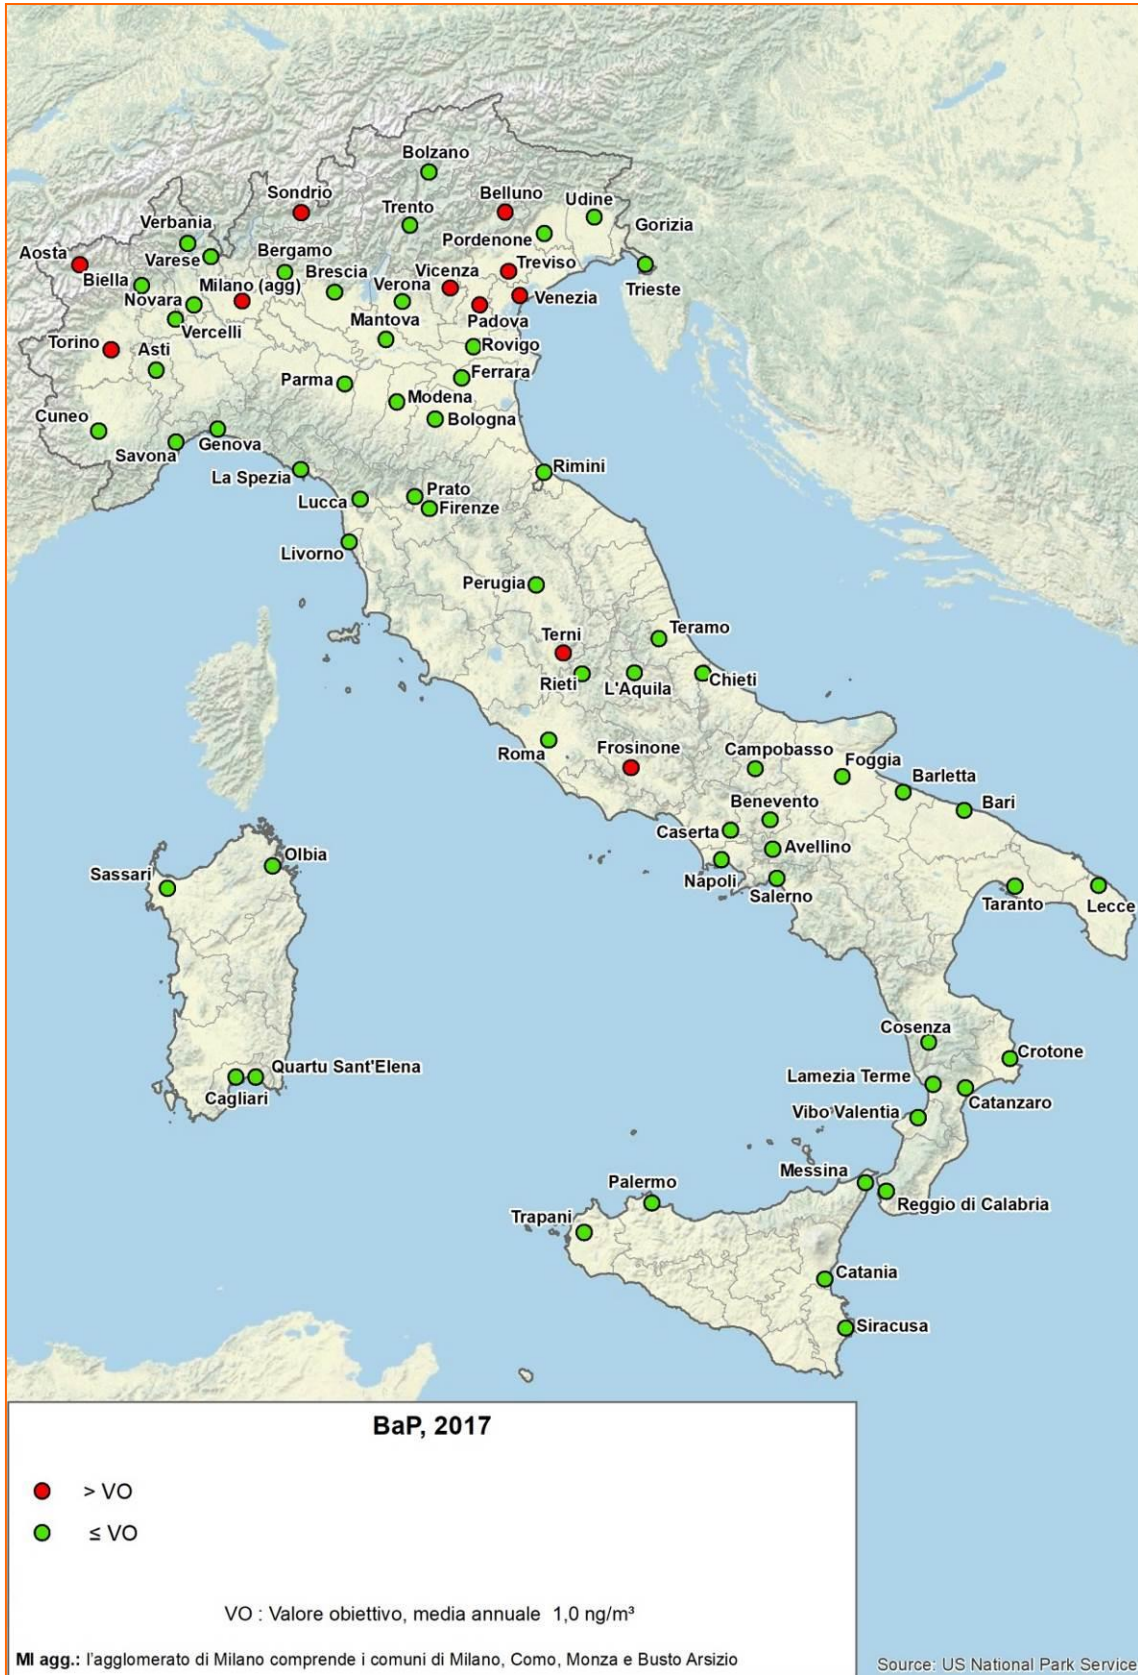 Bolzano
Sondrio
Belluno
Udine
Trento
Verbania
Gorizia
Pordenone
Aosta
Varese
Bergamo
Treviso
Vicenza
Biella
Milano (agg)
Brescia
Verona
Trieste
Novara
Venezia
Mantova
Padova
Vercelli
Torino
Asti
Rovigo
Ferrara
Parma
Modena
Cuneo
Bologna
Genova
Savona
La Spezia
Rimini
Prato
Lucca
Firenze
Livorno
Perugia
Terni
Teramo
Rieti
L'Aquila
Chieti
Roma
Frosinone
Campobasso
Foggia
Barletta
Benevento
Bari
Caserta
Avellino
Olbia
Sassari
Napoli
Salerno
Taranto
Lecce
Cosenza
Crotone
Quartu Sant'Elena
Lamezia Terme
Cagliari
Catanzaro
Vibo Valentia
Messina
Palermo
Reggio di Calabria
Trapani
Catania
Siracusa
BaP, 2017
> VO
≤ VO
VO : Valore obiettivo, media annuale 1,0 ng/m³
MI agg.: l'agglomerato di Milano comprende i comuni di Milano, Como, Monza e Busto Arsizio
Source: US National Park Service